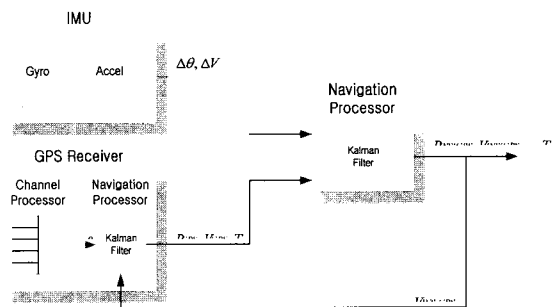 IMU
Gyro Accel
Δθ, ΔV
Navigation
Processor
Kalman
Filter
GPS Receiver
Channel
Processor
Navigation
Processor
Kalman
Filter